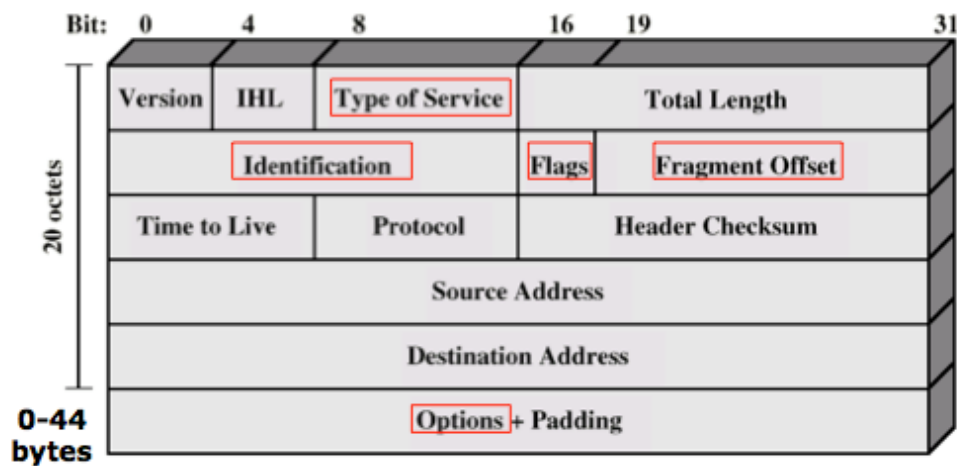 Bit: 0 4 8 16 19 31
Version IHL Type of Service Total Length
Identification Flags Fragment Offset
20 octets
Time to Live Protocol Header Checksum
Source Address
Destination Address
0-44
bytes
Options + Padding